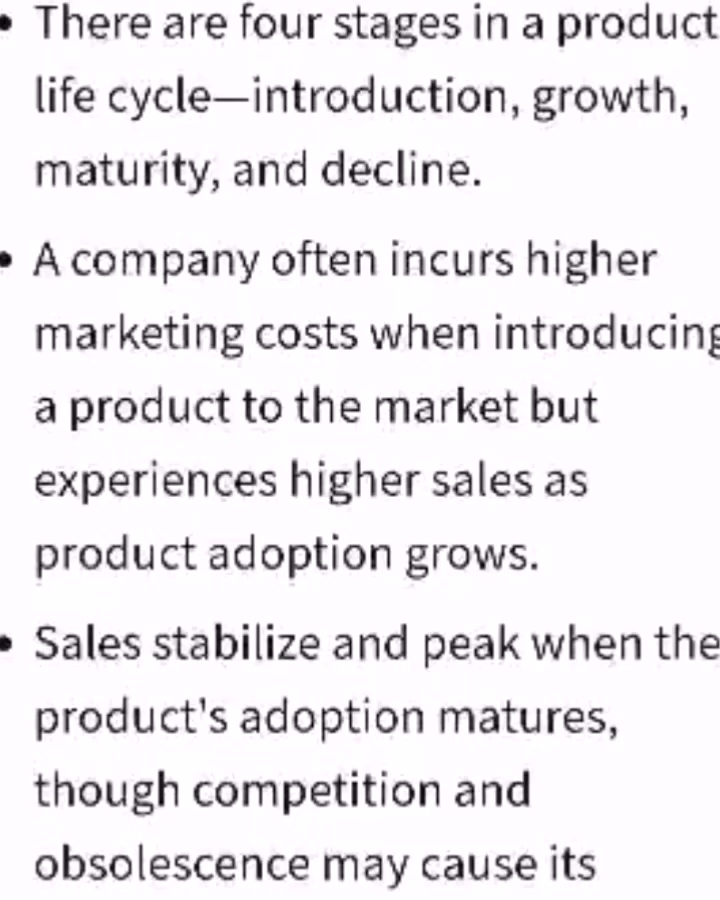 • There are four stages in a product
life cycle—introduction, growth,
maturity, and decline.
• A company often incurs higher
marketing costs when introducing
a product to the market but
experiences higher sales as
product adoption grows.
• Sales stabilize and peak when the
product's adoption matures,
though competition and
obsolescence may cause its